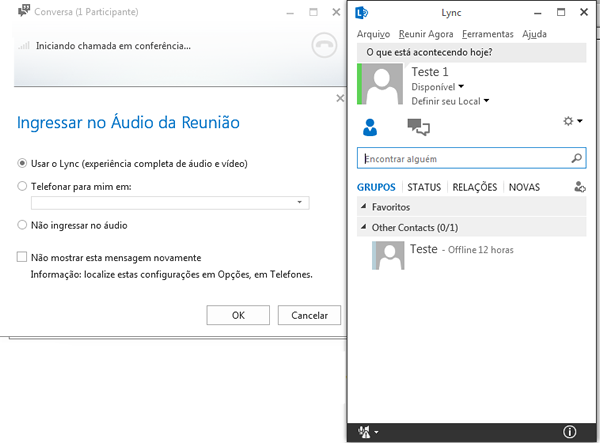 Conversa (1 Participante)
Iniciando chamada em conferência...
Ingressar no Áudio da Reunião
Usar o Lync (experiência completa de áudio e vídeo)
Telefonar para mim em:
Não ingressar no áudio
Não mostrar esta mensagem novamente
Informação: localize estas configurações em Opções, em Telefones.
OK Cancelar
Lync
Arquivo Reunir Agora Ferramentas Ajuda
O que está acontecendo hoje?
Teste 1
Disponível
Definir seu Local
Encontrar alguém
GRUPOS STATUS RELAÇÕES NOVAS
Favoritos
Other Contacts (0/1)
Teste - Offline 12 horas